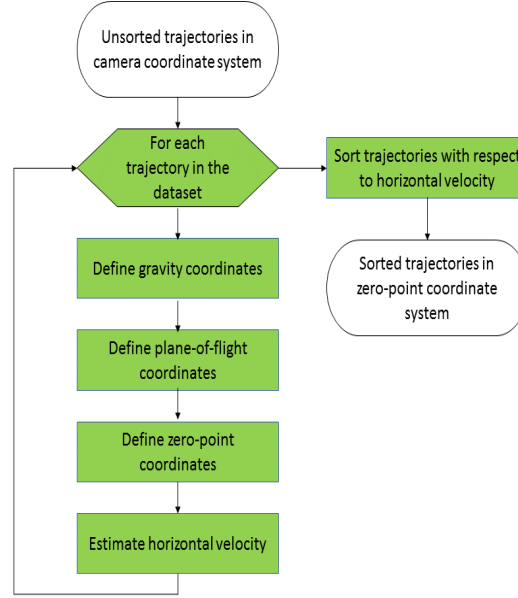 Unsorted trajectories in
camera coordinate system
For each
trajectory in the
dataset
Sort trajectories with respect
to horizontal velocity
Define gravity coordinates
Sorted trajectories in
zero-point coordinate
system
Define plane-of-flight
coordinates
Define zero-point
coordinates
Estimate horizontal velocity